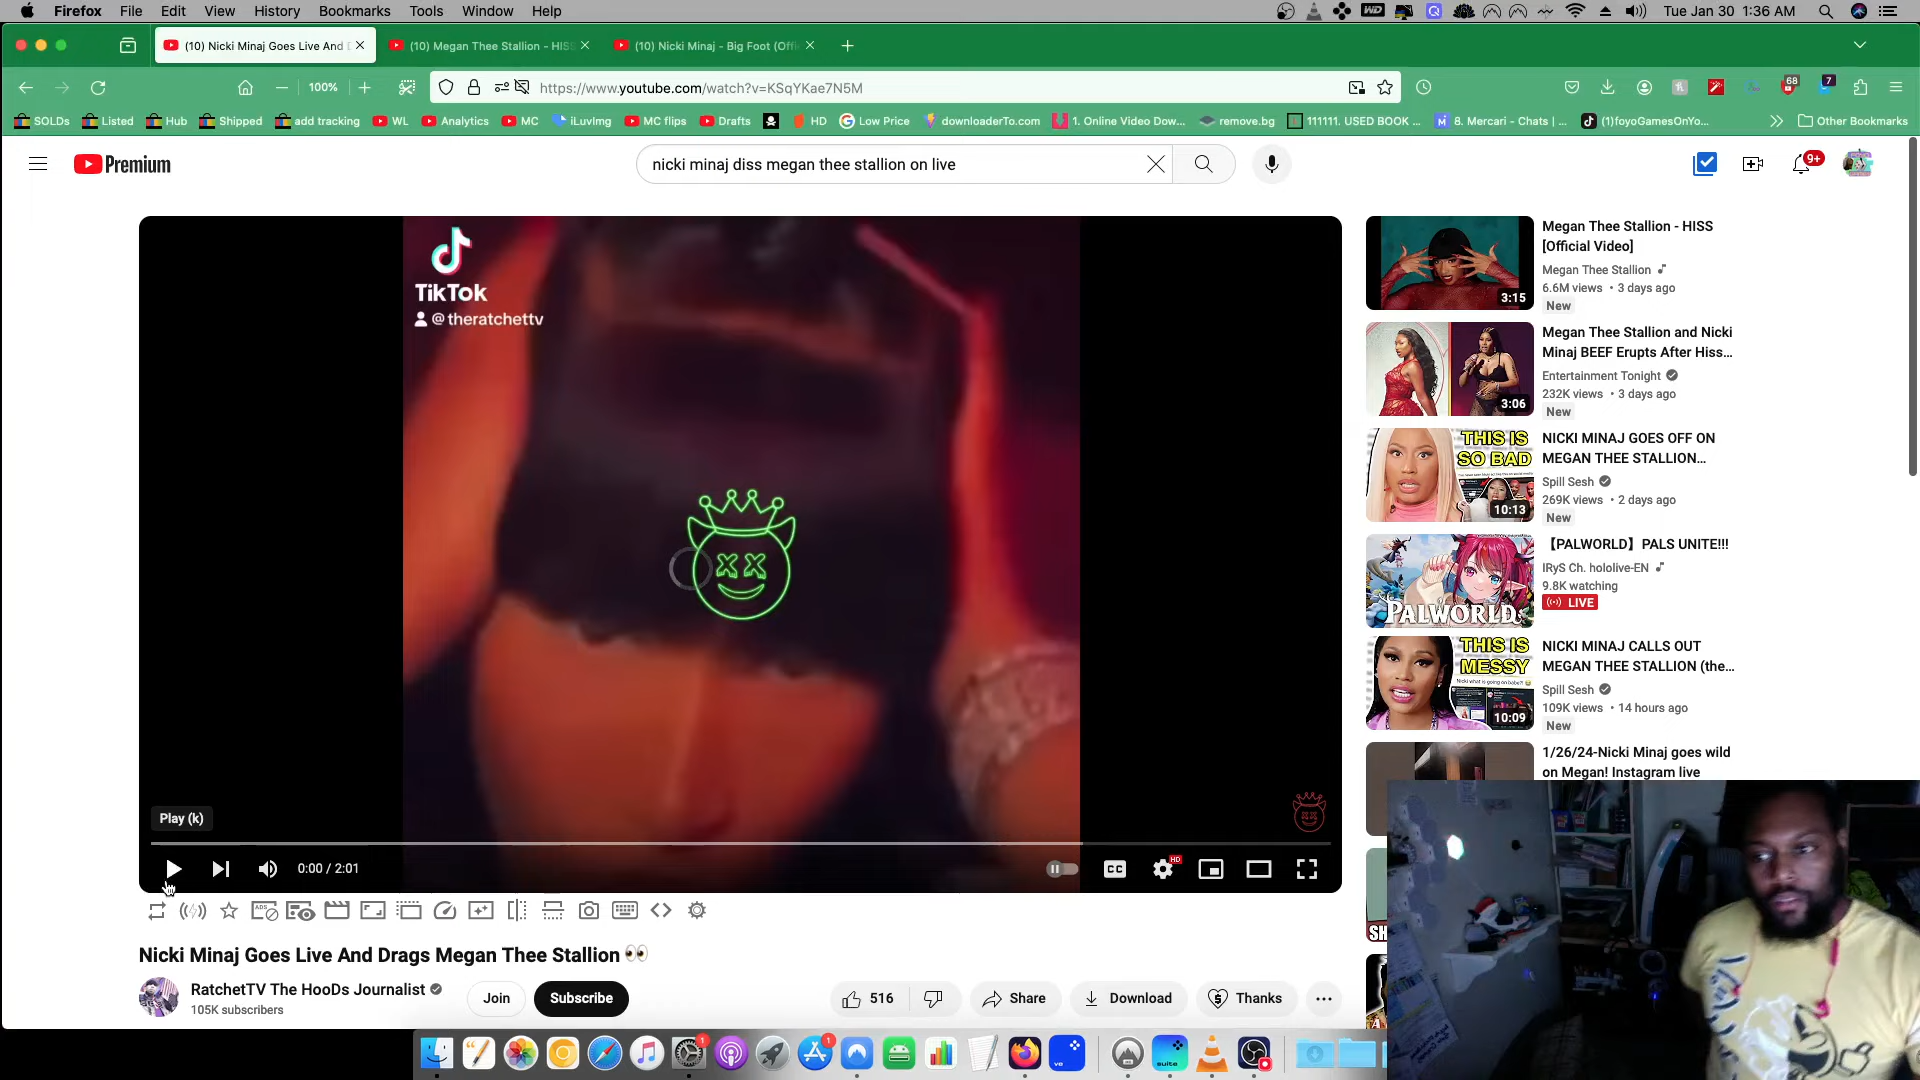 Firefox File Edit View History Bookmarks Tools Window Help
Tue Jan 30 1:36 AM
(10) Nicki Minaj Goes Live And
(10) Megan Thee Stallion - HIS
(10) Nicki Minaj - Big Foot (Offi
100%
https://www.youtube.com/watch?v=KSqYKae7N5M
68
7
SOLDs Listed Hub Shipped add tracking WL Analytics MC iLuvImg MC flips Drafts HD Low Price downloaderTo.com 1. Online Video Dow... remove.bg 111111. USED BOOK ... 8. Mercari - Chats | ... (1)foyoGamesOnYo... Other Bookmarks
Premium
nicki minaj diss megan thee stallion on live
9+
TikTok
@theratchettv
Play (k)
0:00 / 2:01
CC
HD
Nicki Minaj Goes Live And Drags Megan Thee Stallion 👀
RatchetTV The HooDs Journalist
105K subscribers
Join
Subscribe
516
Share
Download
Thanks
3:15
Megan Thee Stallion - HISS
[Official Video]
Megan Thee Stallion
6.6M views • 3 days ago
New
3:06
Megan Thee Stallion and Nicki
Minaj BEEF Erupts After Hiss...
Entertainment Tonight
232K views • 3 days ago
New
THIS IS
SO BAD
10:13
NICKI MINAJ GOES OFF ON
MEGAN THEE STALLION...
Spill Sesh
269K views • 2 days ago
New
PALWORLD
【PALWORLD】PALS UNITE!!!
IRyS Ch. hololive-EN
9.8K watching
LIVE
THIS IS
MESSY
10:09
NICKI MINAJ CALLS OUT
MEGAN THEE STALLION (the...
Spill Sesh
109K views • 14 hours ago
New
1/26/24-Nicki Minaj goes wild
on Megan! Instagram live
SH